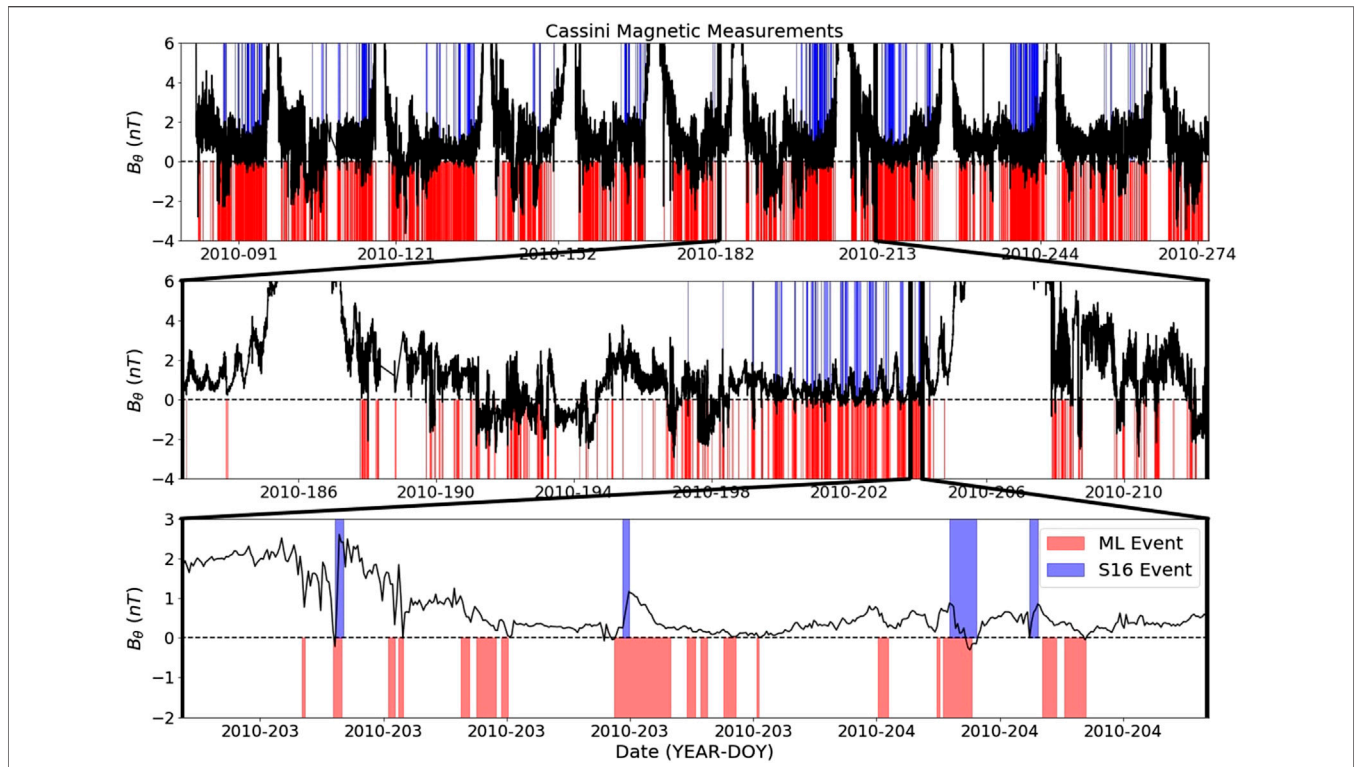 Cassini Magnetic Measurements
6
4
2
0
−2
−4
Bθ (nT)
2010-091 2010-121 2010-152 2010-182 2010-213 2010-244 2010-274
6
4
2
0
−2
−4
Bθ (nT)
2010-186 2010-190 2010-194 2010-198 2010-202 2010-206 2010-210
3
2
1
0
−1
−2
Bθ (nT)
ML Event
S16 Event
2010-203 2010-203 2010-203 2010-203 2010-203 2010-204 2010-204 2010-204
Date (YEAR-DOY)